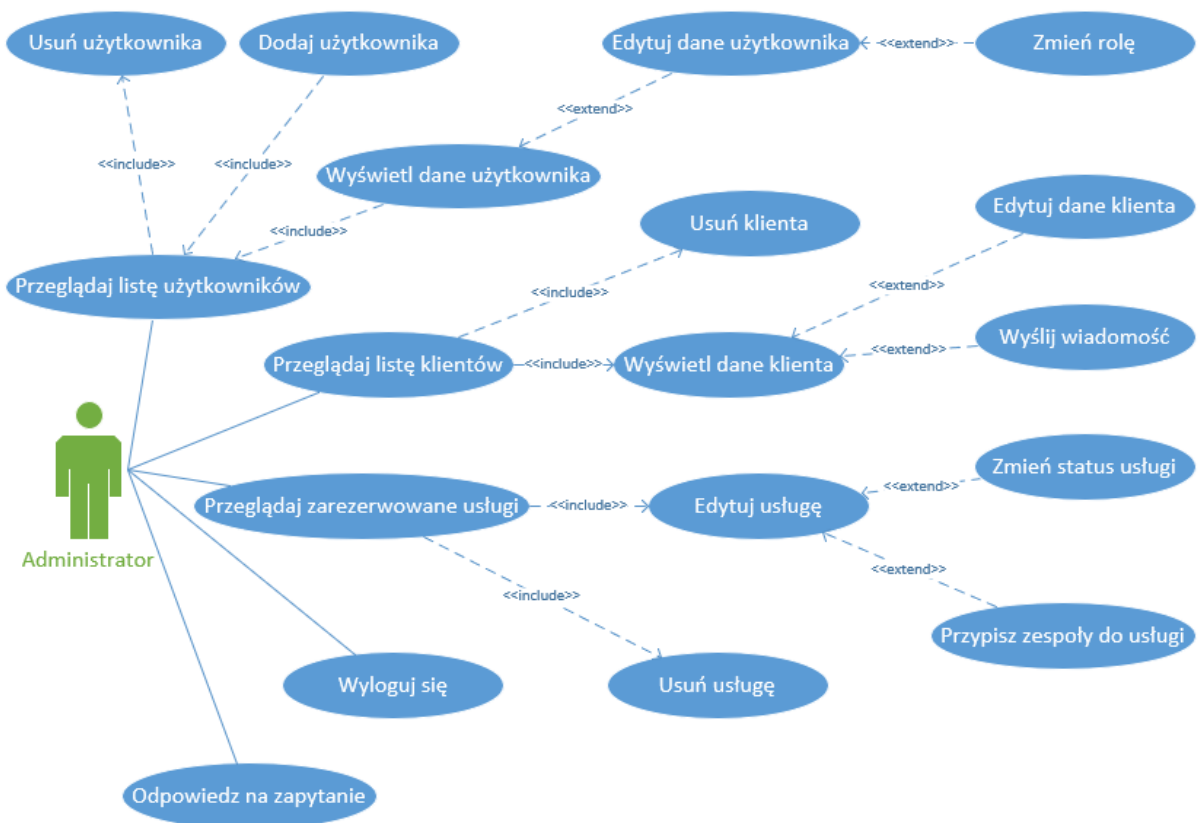 Usuń użytkownika
Dodaj użytkownika
Edytuj dane użytkownika
<<extend>>
Zmień rolę
<<extend>>
<<include>>
<<include>>
Wyświetl dane użytkownika
Usuń klienta
Edytuj dane klienta
<<include>>
Przeglądaj listę użytkowników
<<include>>
<<extend>>
Przeglądaj listę klientów
<<include>>
Wyświetl dane klienta
<<extend>>
Wyślij wiadomość
Administrator
Przeglądaj zarezerwowane usługi
<<include>>
Edytuj usługę
<<extend>>
Zmień status usługi
<<extend>>
<<include>>
Przypisz zespoły do usługi
Wyloguj się
Usuń usługę
Odpowiedz na zapytanie